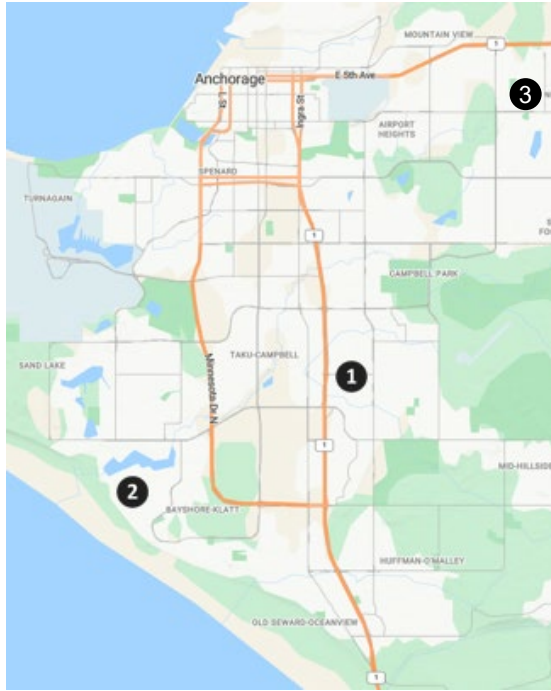 MOUNTAIN VIEW
1
E 5th Ave
Anchorage
3
L St
Ingra St
AIRPORT
HEIGHTS
SPENARD
TURNAGAIN
1
CAMPBELL PARK
TAKU-CAMPBELL
SAND LAKE
1
Minnesota Dr N
1
MID-HILLSIDE
2
BAYSHORE-KLATT
HUFFMAN-O'MALLEY
OLD SEWARD-OCEANVIEW
1